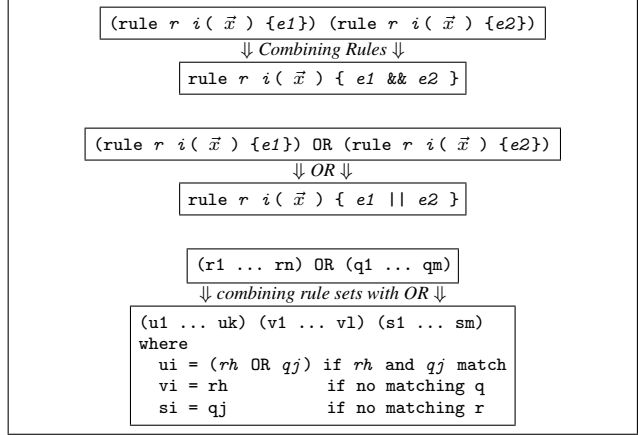 (rule r i( x⃗ ) {e1}) (rule r i( x⃗ ) {e2})
⇓ Combining Rules ⇓
rule r i( x⃗ ) { e1 && e2 }
(rule r i( x⃗ ) {e1}) OR (rule r i( x⃗ ) {e2})
⇓ OR ⇓
rule r i( x⃗ ) { e1 || e2 }
(r1 ... rn) OR (q1 ... qm)
⇓ combining rule sets with OR ⇓
(u1 ... uk) (v1 ... vl) (s1 ... sm)
where
ui = (rh OR qj) if rh and qj match
vi = rh if no matching q
si = qj if no matching r